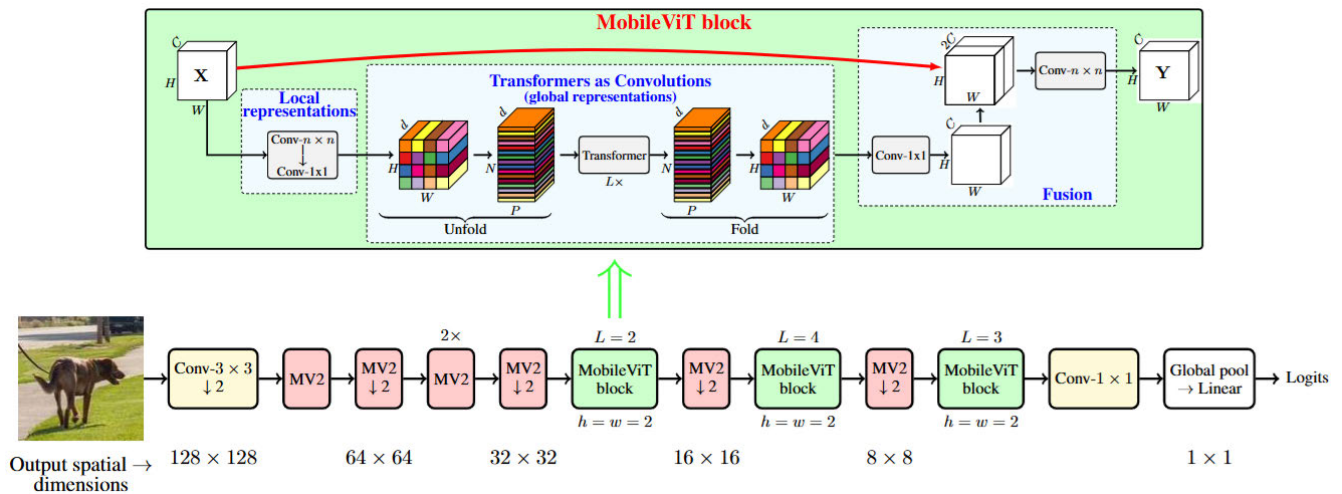 MobileViT block
C
H
X
W
Local
representations
Conv-n × n
↓
Conv-1x1
Transformers as Convolutions
(global representations)
d
H
W
d
N
P
Unfold
Transformer
L×
d
N
P
d
H
W
Fold
Conv-1x1
C
H
W
2C
H
W
Conv-n × n
Fusion
C
H
Y
W
Conv-3 × 3
↓ 2
MV2
MV2
↓ 2
2×
MV2
MV2
↓ 2
L = 2
MobileViT
block
h = w = 2
MV2
↓ 2
L = 4
MobileViT
block
h = w = 2
MV2
↓ 2
L = 3
MobileViT
block
h = w = 2
Conv-1 × 1
Global pool
→ Linear
Logits
Output spatial →
dimensions
128 × 128
64 × 64
32 × 32
16 × 16
8 × 8
1 × 1